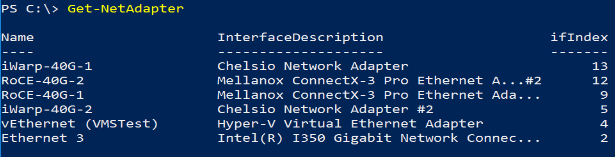 PS C:\> Get-NetAdapter
Name InterfaceDescription ifIndex
---- -------------------- -------
iWarp-40G-1 Chelsio Network Adapter 13
RoCE-40G-2 Mellanox ConnectX-3 Pro Ethernet A...#2 12
RoCE-40G-1 Mellanox ConnectX-3 Pro Ethernet Ada... 9
iWarp-40G-2 Chelsio Network Adapter #2 5
vEthernet (VMSTest) Hyper-V Virtual Ethernet Adapter 4
Ethernet 3 Intel(R) I350 Gigabit Network Connec... 2